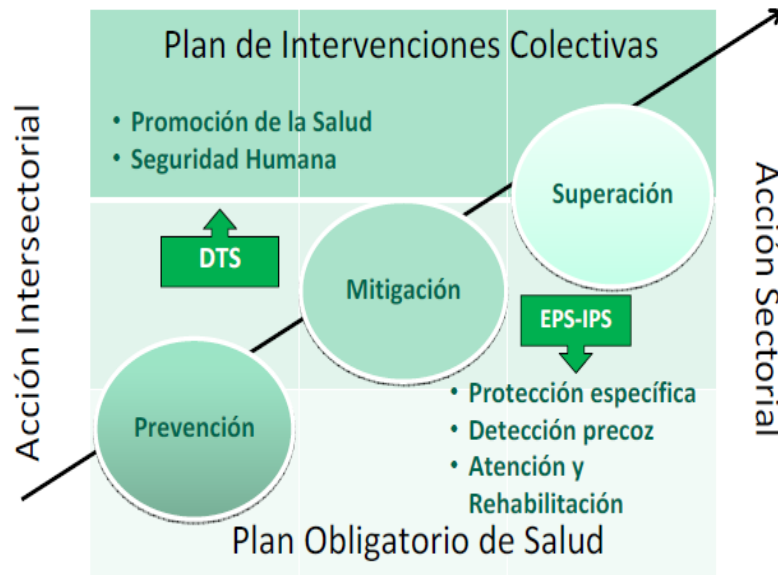 Plan de Intervenciones Colectivas
• Promoción de la Salud
• Seguridad Humana
Acción Intersectorial
Acción Sectorial
Superación
DTS
Mitigación
EPS-IPS
Prevención
• Protección específica
• Detección precoz
• Atención y
Rehabilitación
Plan Obligatorio de Salud